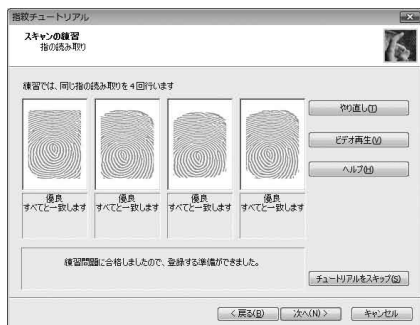 指紋チュートリアル
スキャンの練習
指の読み取り
練習では、同じ指の読み取りを4回行います
やり直し(T)
ビデオ再生(V)
ヘルプ(H)
優良 優良 優良 優良
すべてと一致します すべてと一致します すべてと一致します すべてと一致します
練習問題に合格しましたので、登録する準備ができました。
チュートリアルをスキップ(S)
< 戻る(B) 次へ(N) > キャンセル